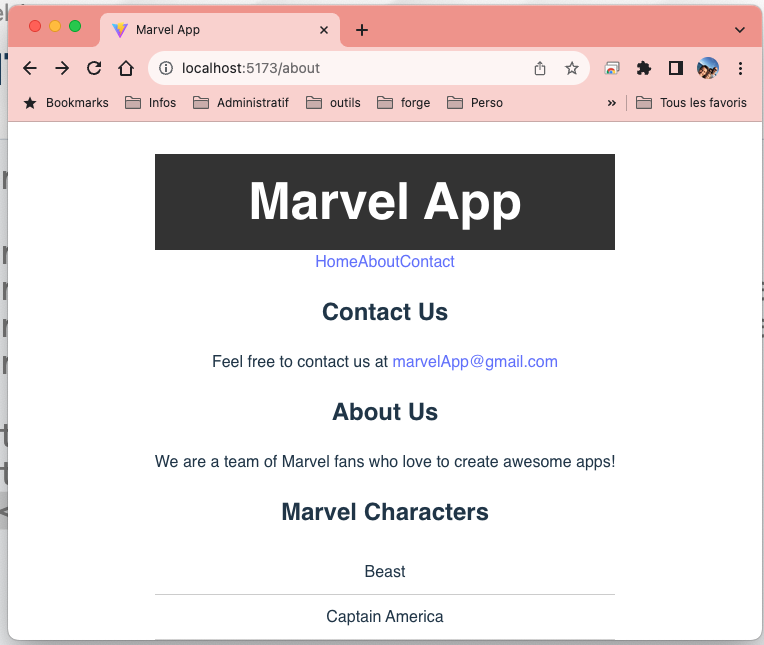 Marvel App
localhost:5173/about
Bookmarks Infos Administratif outils forge Perso » Tous les favoris
Marvel App
HomeAboutContact
Contact Us
Feel free to contact us at marvelApp@gmail.com
About Us
We are a team of Marvel fans who love to create awesome apps!
Marvel Characters
Beast
Captain America